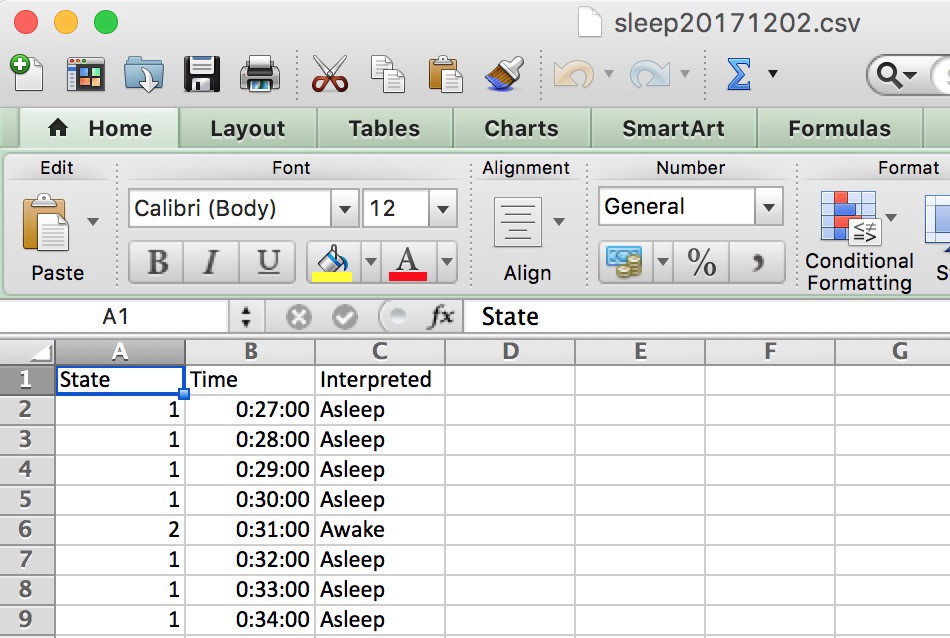 sleep20171202.csv
Home Layout Tables Charts SmartArt Formulas
Edit Font Alignment Number Format
Calibri (Body) 12 General
Paste B I U A Align % , Conditional
Formatting
A1 fx State
A B C D E F G
1 State Time Interpreted
2 1 0:27:00 Asleep
3 1 0:28:00 Asleep
4 1 0:29:00 Asleep
5 1 0:30:00 Asleep
6 2 0:31:00 Awake
7 1 0:32:00 Asleep
8 1 0:33:00 Asleep
9 1 0:34:00 Asleep